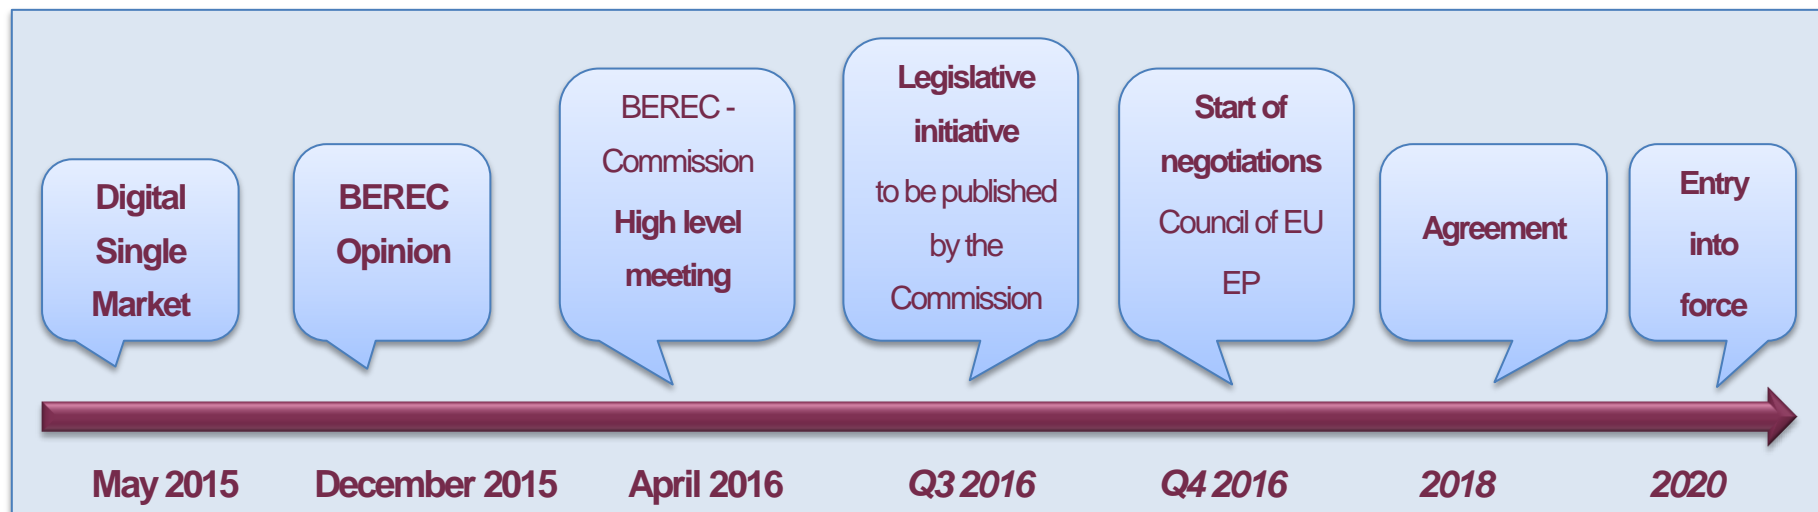 Digital
Single
Market
BEREC
Opinion
BEREC -
Commission
High level
meeting
Legislative
initiative
to be published
by the
Commission
Start of
negotiations
Council of EU
EP
Agreement
Entry
into
force
May 2015
December 2015
April 2016
Q3 2016
Q4 2016
2018
2020